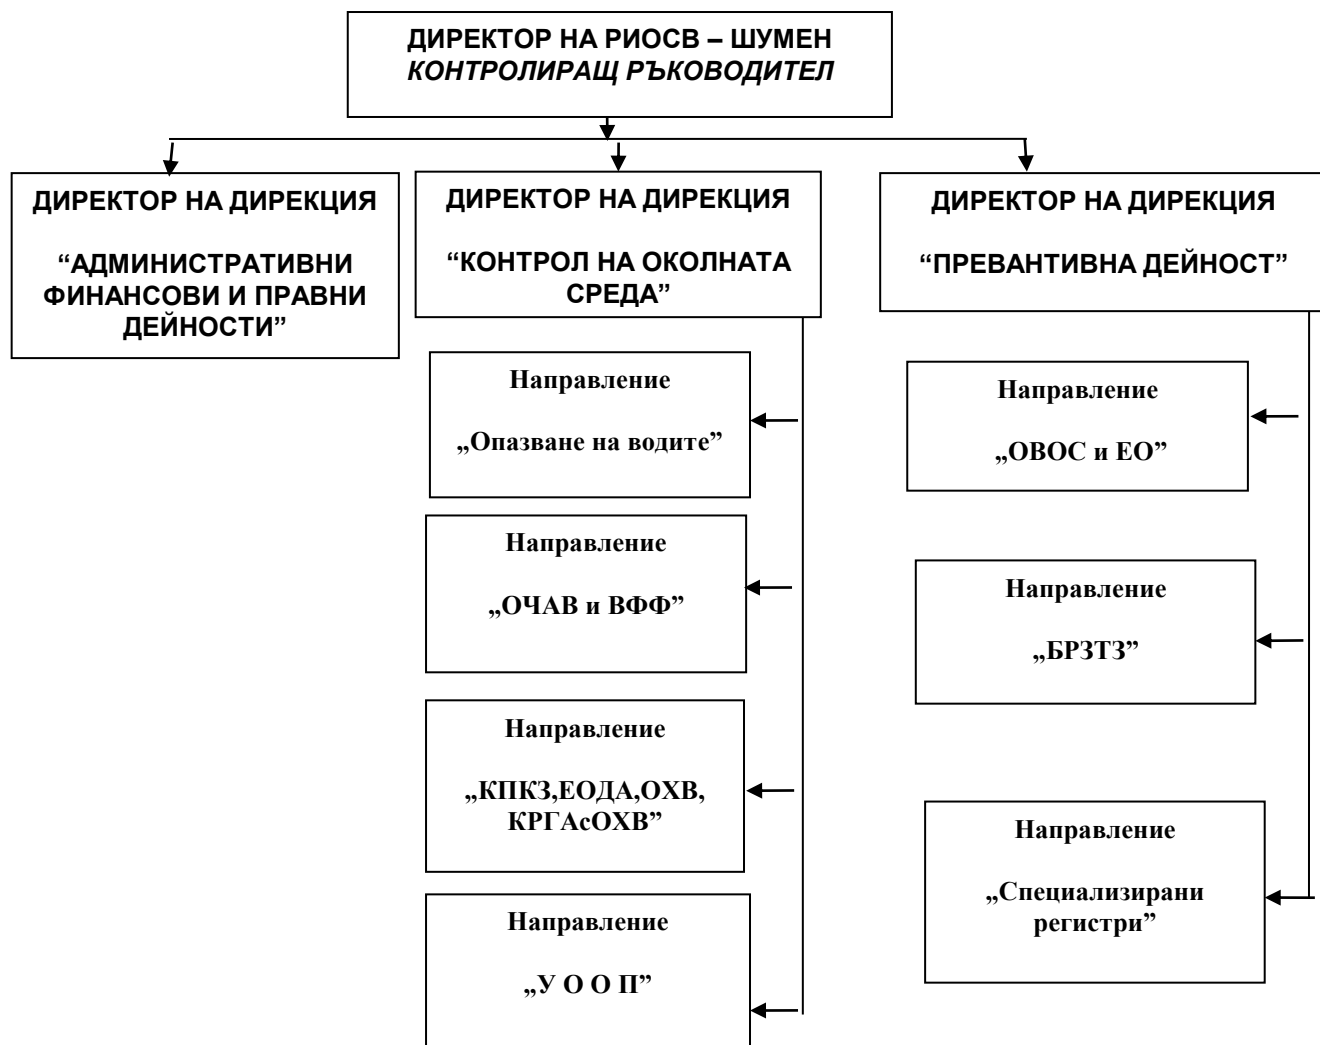 ДИРЕКТОР НА РИОСВ – ШУМЕН
КОНТРОЛИРАЩ РЪКОВОДИТЕЛ
ДИРЕКТОР НА ДИРЕКЦИЯ
“АДМИНИСТРАТИВНИ
ФИНАНСОВИ И ПРАВНИ
ДЕЙНОСТИ”
ДИРЕКТОР НА ДИРЕКЦИЯ
“КОНТРОЛ НА ОКОЛНАТА
СРЕДА”
ДИРЕКТОР НА ДИРЕКЦИЯ
“ПРЕВАНТИВНА ДЕЙНОСТ”
Направление
„Опазване на водите”
Направление
„ОЧАВ и ВФФ”
Направление
„КПКЗ,ЕОДА,ОХВ,
КРГАсОХВ”
Направление
„У О О П”
Направление
„ОВОС и ЕО”
Направление
„БРЗТЗ”
Направление
„Специализирани
регистри”